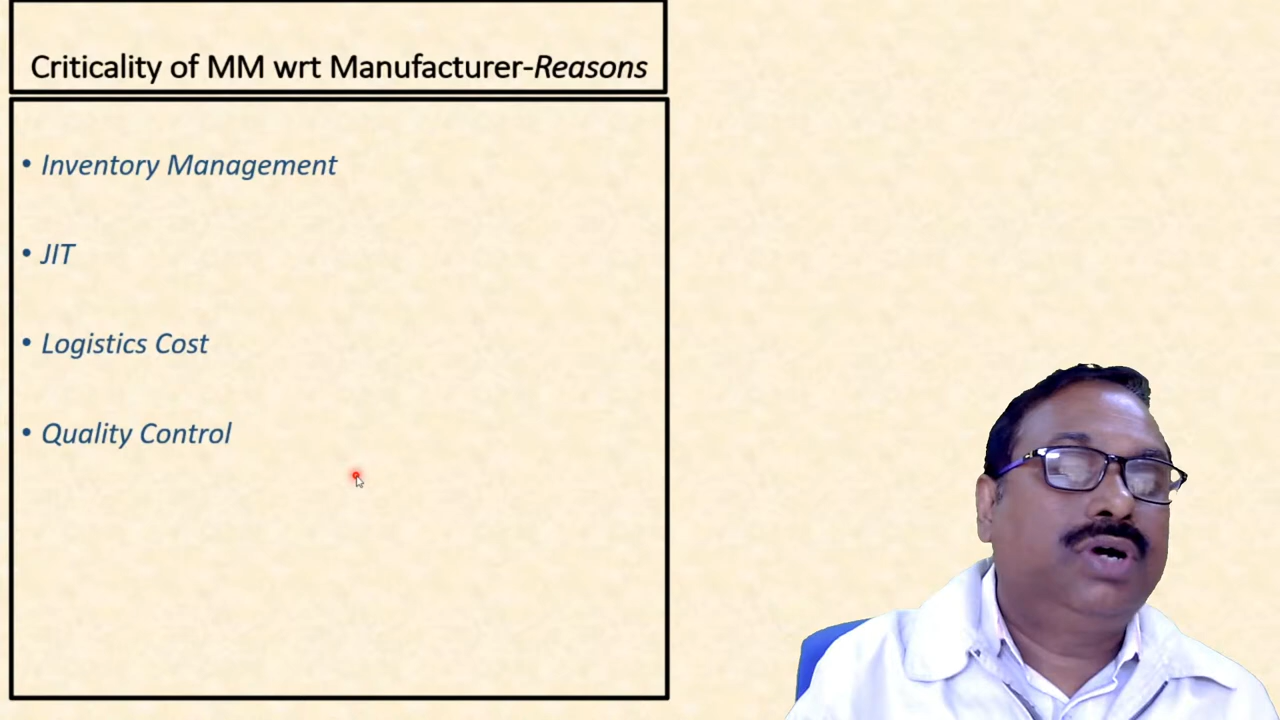 Criticality of MM wrt Manufacturer-Reasons
• Inventory Management
• JIT
• Logistics Cost
• Quality Control